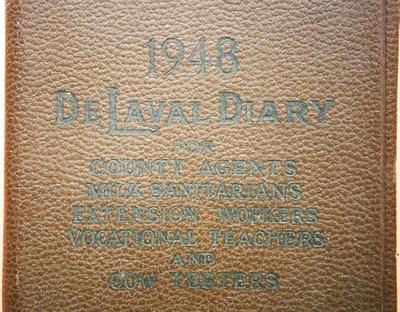 1948
DE LAVAL DIARY
FOR
COUNTY AGENTS
MILK SANITARIANS
EXTENSION WORKERS
VOCATIONAL TEACHERS
AND
COW TESTERS